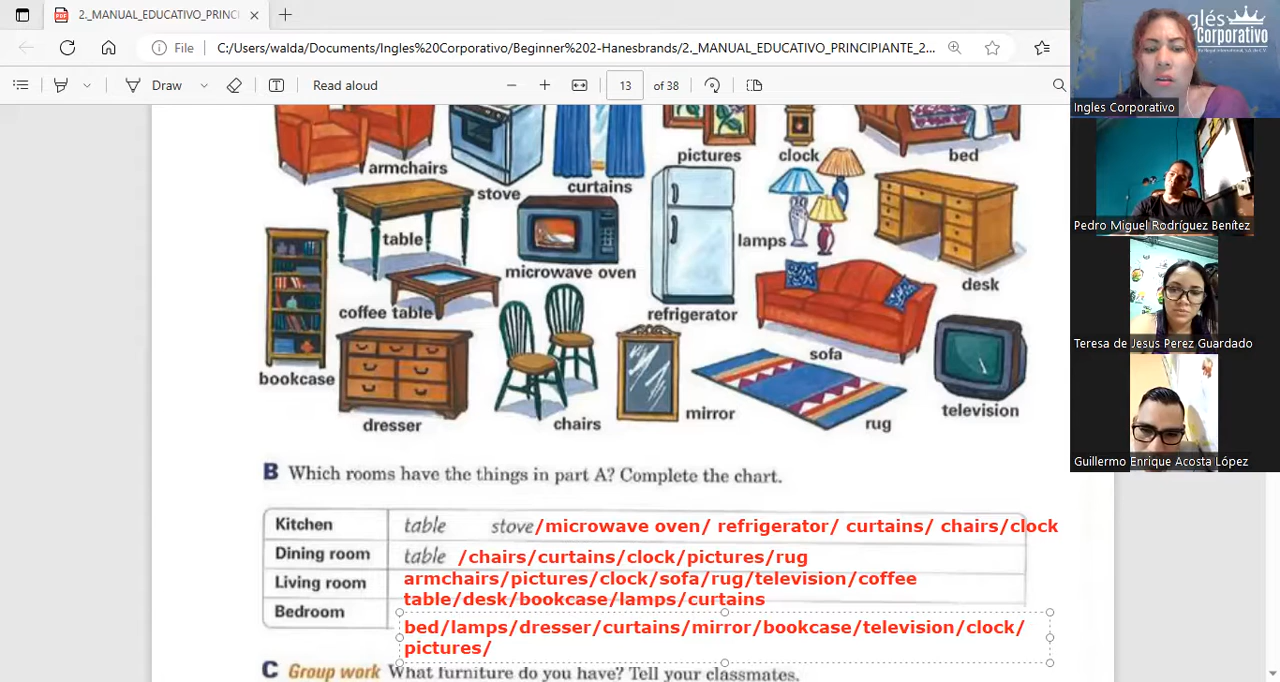 2._MANUAL_EDUCATIVO_PRINCI
File C:/Users/walda/Documents/Ingles%20Corporativo/Beginner%202-Hanesbrands/2._MANUAL_EDUCATIVO_PRINCIPIANTE_2...
Draw Read aloud 13 of 38
glés
Corporativo
Ingles Corporativo
Pedro Miguel Rodríguez Benítez
Teresa de Jesus Perez Guardado
Guillermo Enrique Acosta López
armchairs
stove
curtains
pictures
clock
bed
table
microwave oven
lamps
desk
coffee table
refrigerator
sofa
bookcase
dresser
chairs
mirror
rug
television
B Which rooms have the things in part A? Complete the chart.
Kitchen table stove/microwave oven/ refrigerator/ curtains/ chairs/clock
Dining room table /chairs/curtains/clock/pictures/rug
Living room armchairs/pictures/clock/sofa/rug/television/coffee
table/desk/bookcase/lamps/curtains
Bedroom bed/lamps/dresser/curtains/mirror/bookcase/television/clock/
pictures/
C Group work What furniture do you have? Tell your classmates.